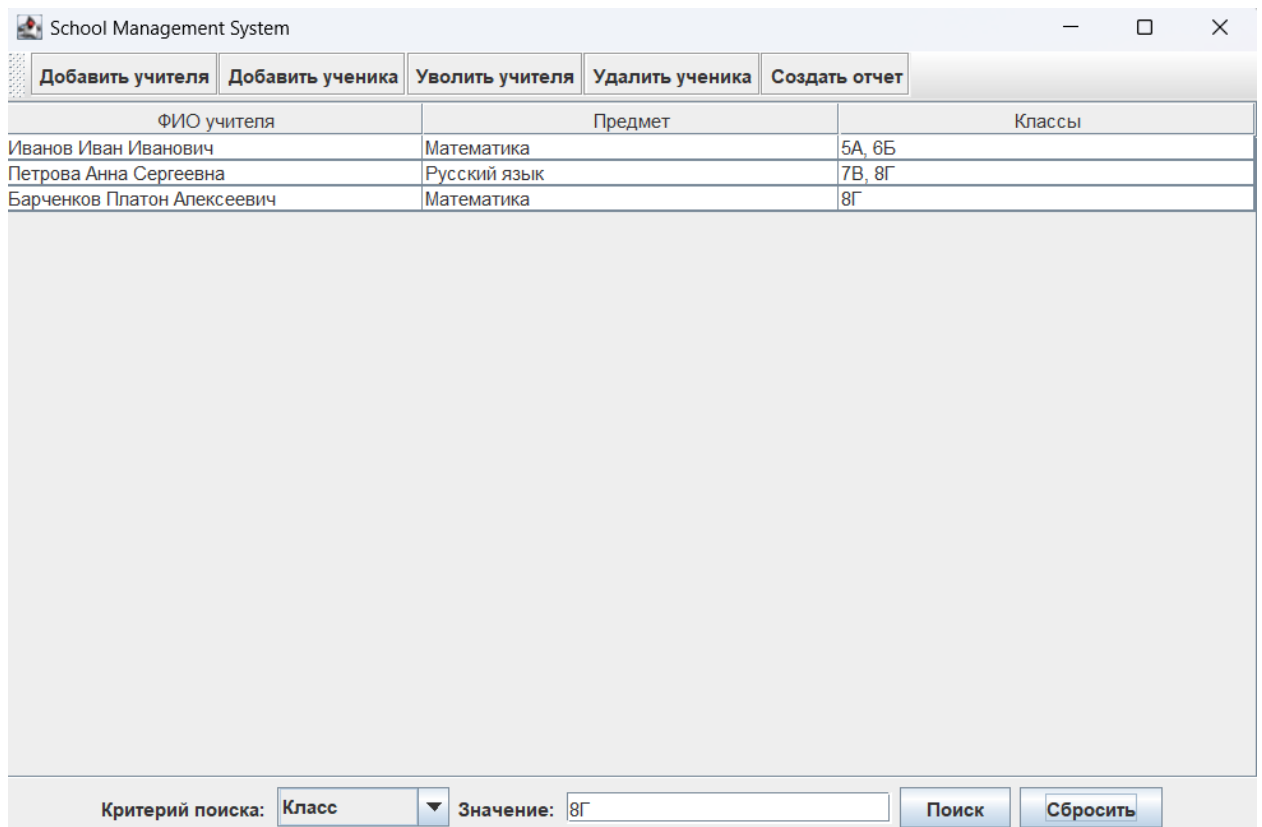 School Management System
Добавить учителя Добавить ученика Уволить учителя Удалить ученика Создать отчет
ФИО учителя Предмет Классы
Иванов Иван Иванович Математика 5А, 6Б
Петрова Анна Сергеевна Русский язык 7В, 8Г
Барченков Платон Алексеевич Математика 8Г
Критерий поиска: Класс Значение: 8Г Поиск Сбросить